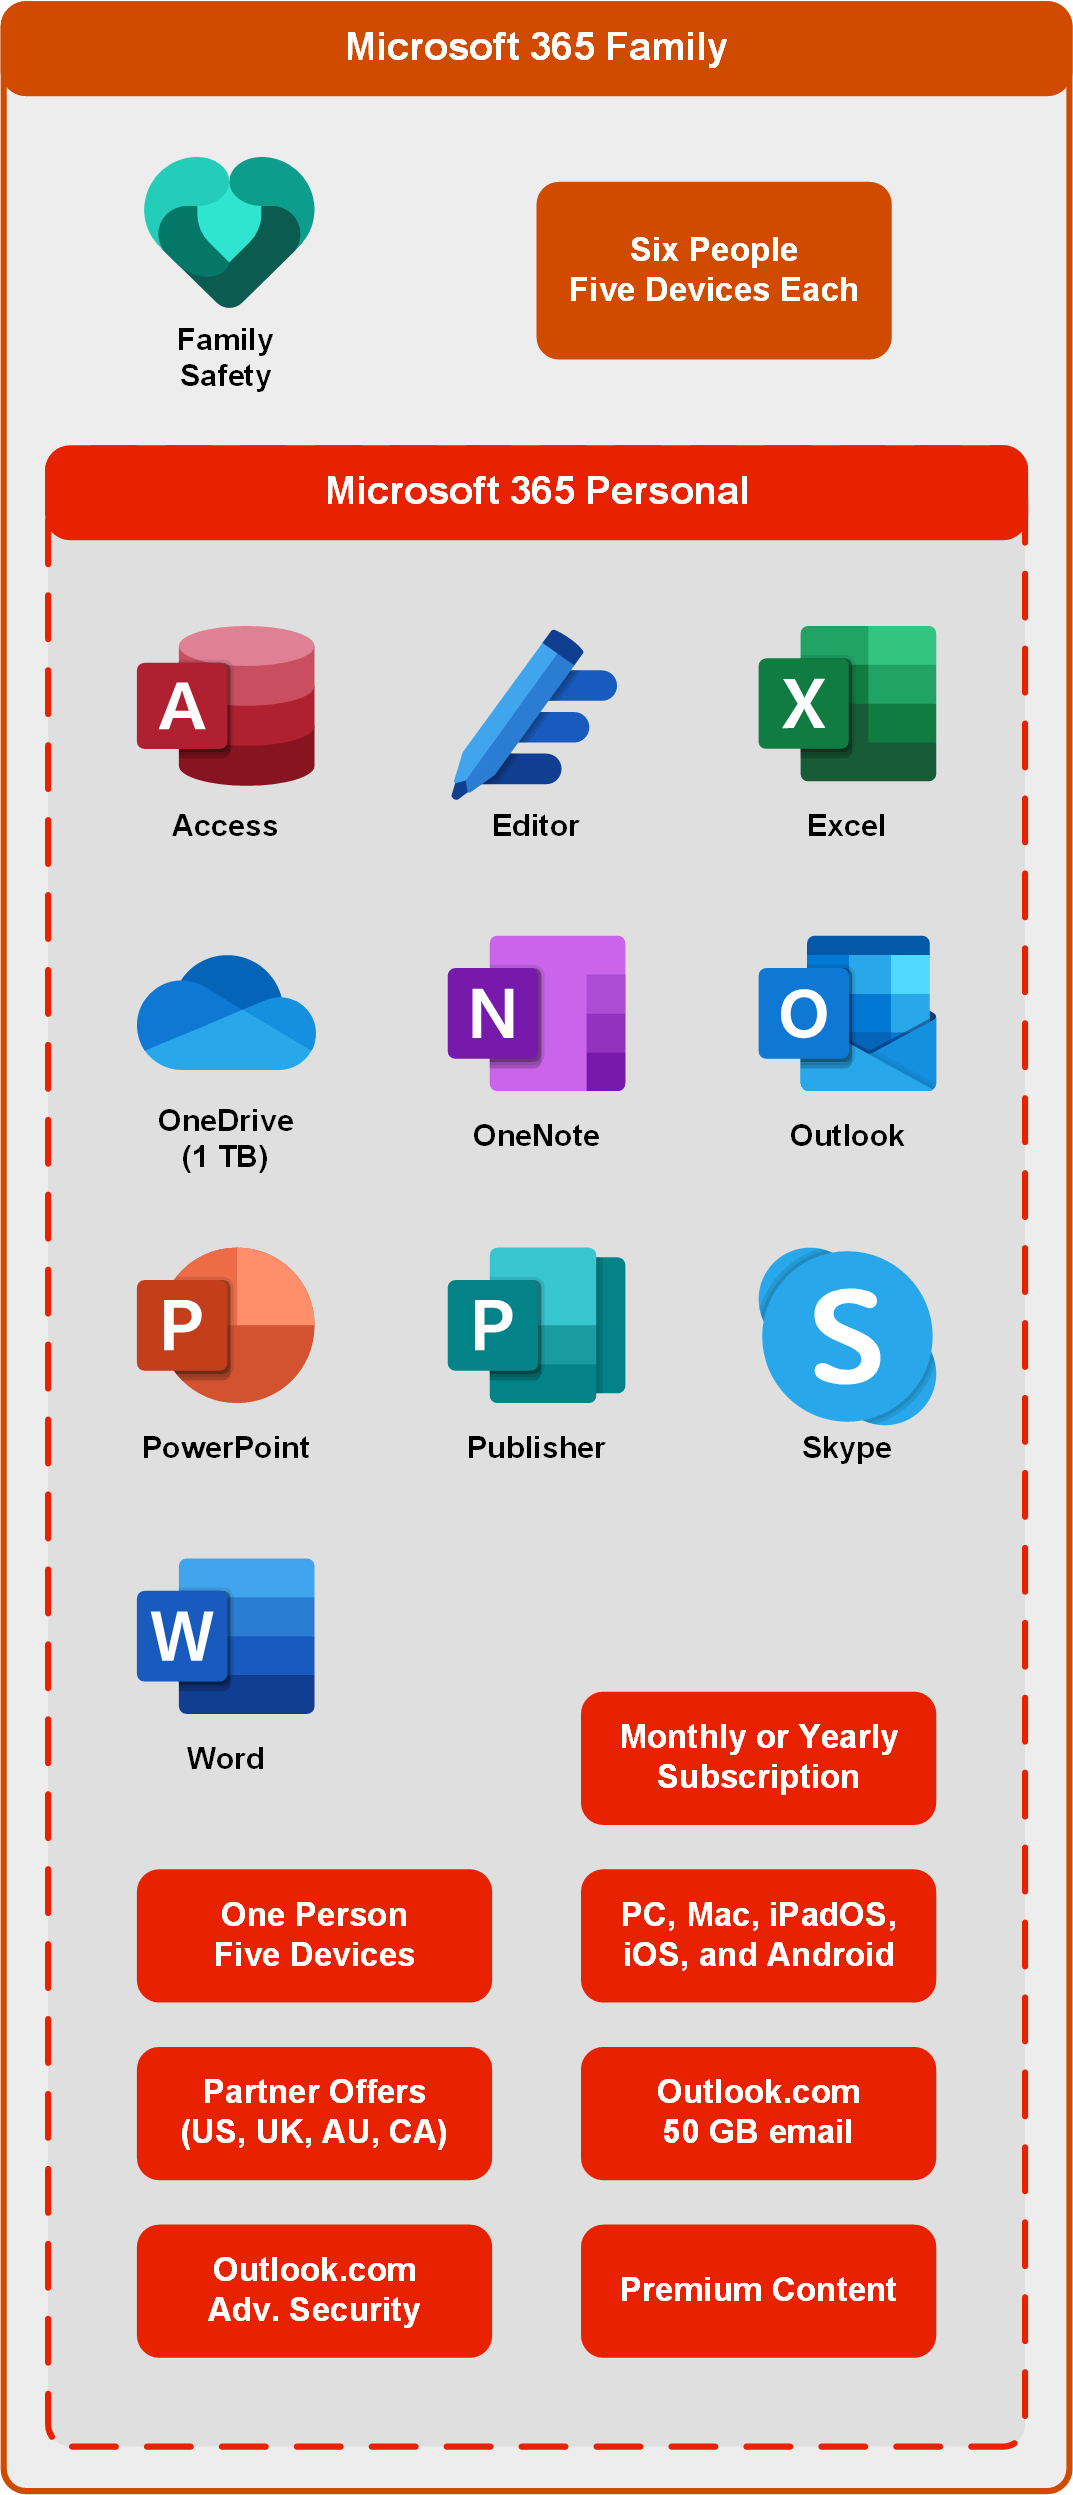 Microsoft 365 Family
Six People
Five Devices Each
Family
Safety
Microsoft 365 Personal
A
X
Access
Editor
Excel
N
O
OneDrive
(1 TB)
OneNote
Outlook
P
P
S
PowerPoint
Publisher
Skype
W
Word
Monthly or Yearly
Subscription
One Person
Five Devices
PC, Mac, iPadOS,
iOS, and Android
Partner Offers
(US, UK, AU, CA)
Outlook.com
50 GB email
Outlook.com
Adv. Security
Premium Content